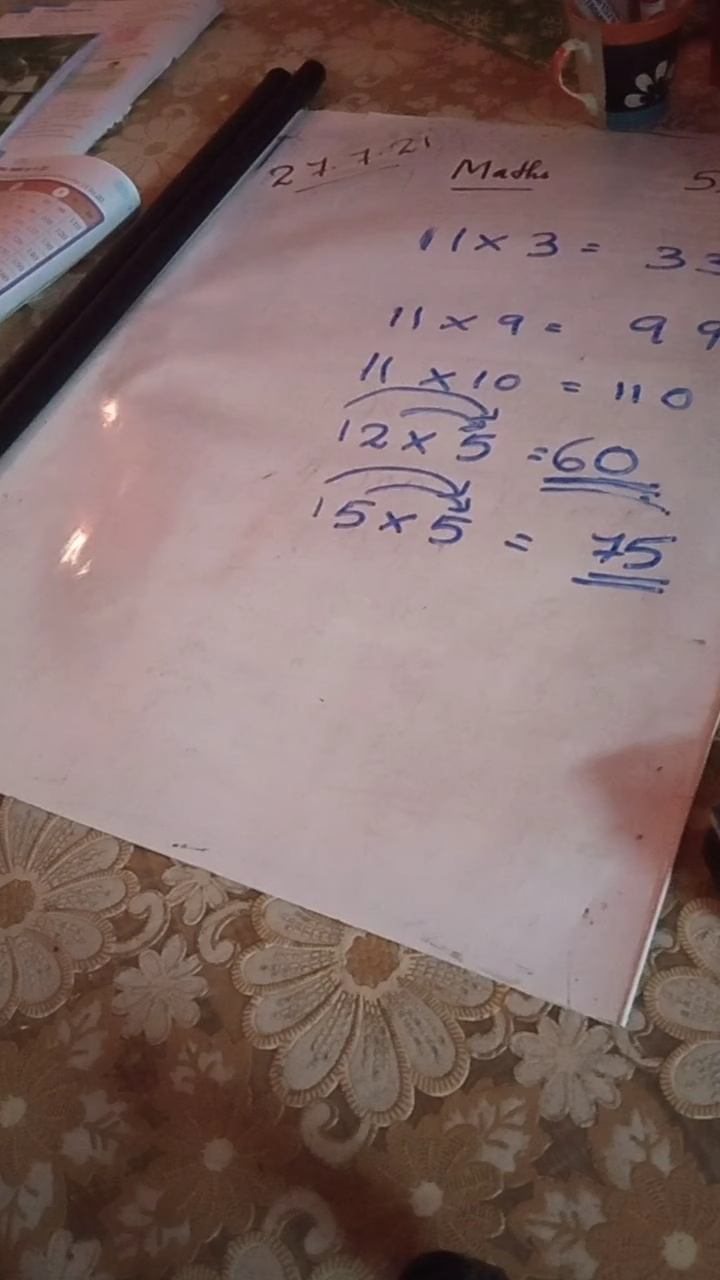 27.7.21 Maths 5
11 × 3 = 33
11 × 9 = 99
11 × 10 = 110
12 × 5 = 60
15 × 5 = 75